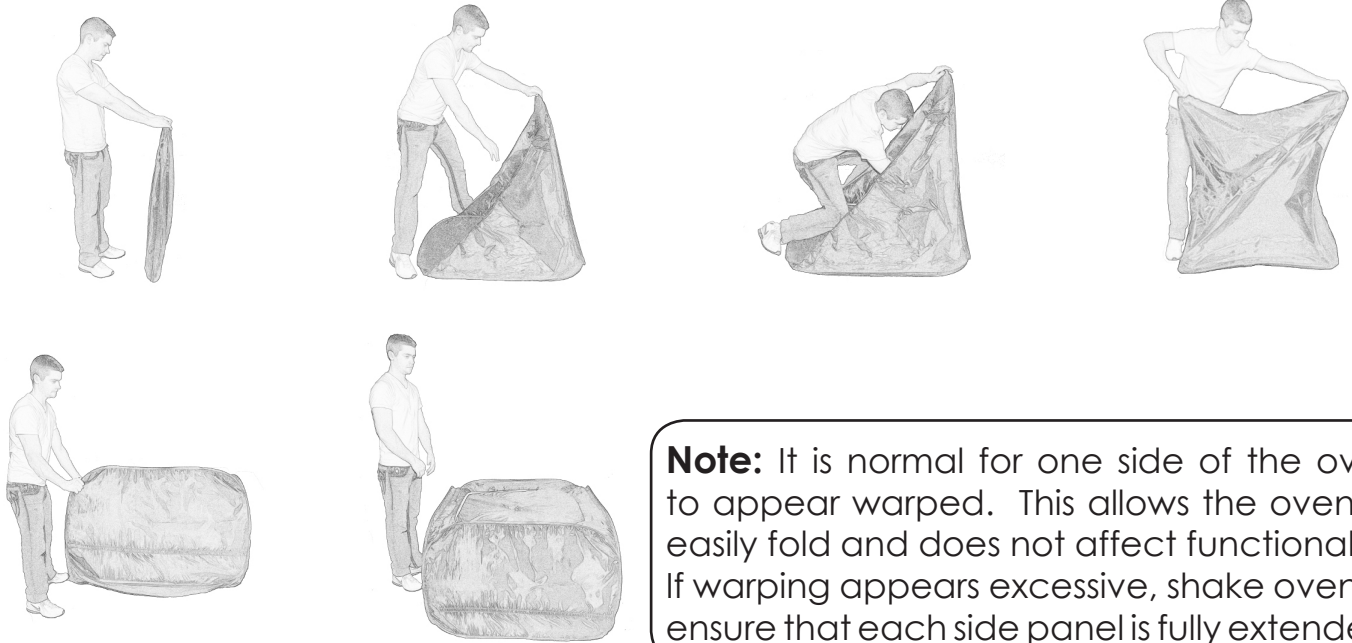 Note: It is normal for one side of the ov
to appear warped.  This allows the oven
easily fold and does not affect functional
If warping appears excessive, shake oven
ensure that each side panel is fully extende